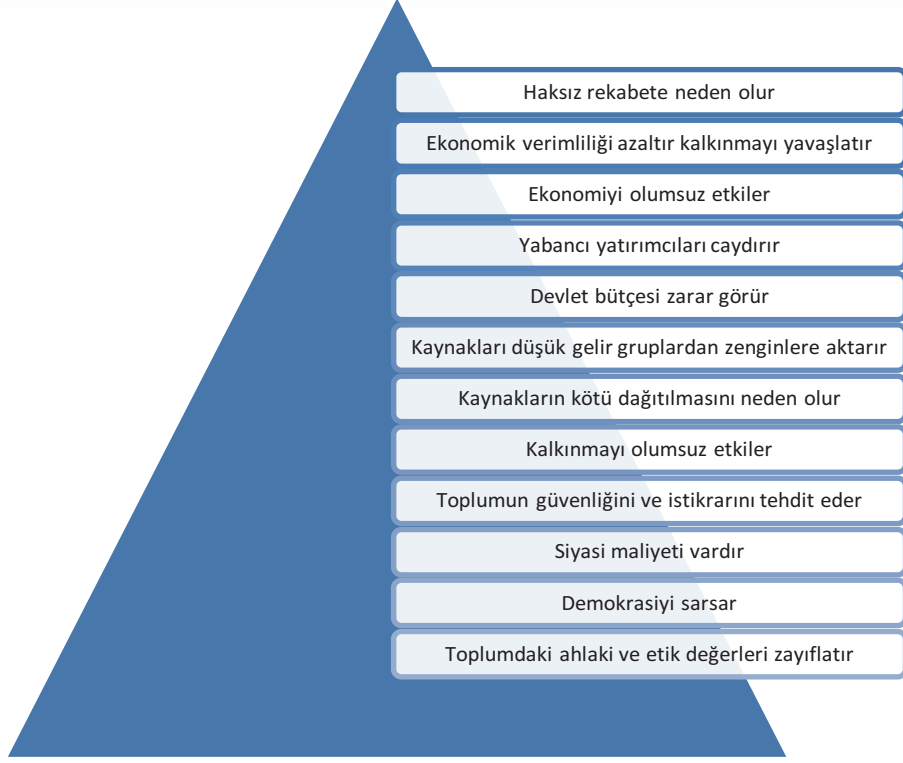 Haksız rekabete neden olur
Ekonomik verimliliği azaltır kalkınmayı yavaşlatır
Ekonomiyi olumsuz etkiler
Yabancı yatırımcıları caydırır
Devlet bütçesi zarar görür
Kaynakları düşük gelir gruplardan zenginlere aktarır
Kaynakların kötü dağıtılmasını neden olur
Kalkınmayı olumsuz etkiler
Toplumun güvenliğini ve istikrarını tehdit eder
Siyasi maliyeti vardır
Demokrasiyi sarsar
Toplumdaki ahlaki ve etik değerleri zayıflatır